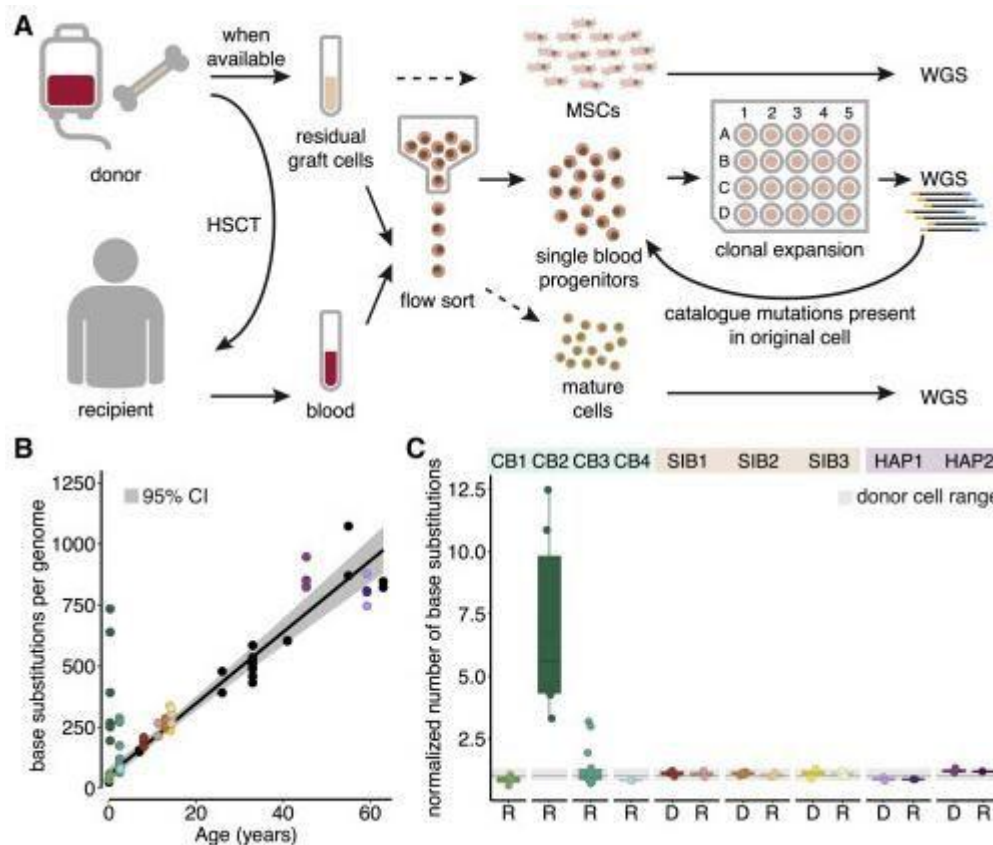 A
when
available
donor
residual
graft cells
MSCs
WGS
HSCT
flow sort
single blood
progenitors
1 2 3 4 5
A
B
C
D
clonal expansion
WGS
catalogue mutations present
in original cell
recipient
blood
mature
cells
WGS
B
95% CI
base substitutions per genome
1250
1000
750
500
250
0
0 20 40 60
Age (years)
C
CB1 CB2 CB3 CB4 SIB1 SIB2 SIB3 HAP1 HAP2
donor cell range
normalized number of base substitutions
12.5
10.0
7.5
5.0
2.5
R R R R D R D R D R D R D R